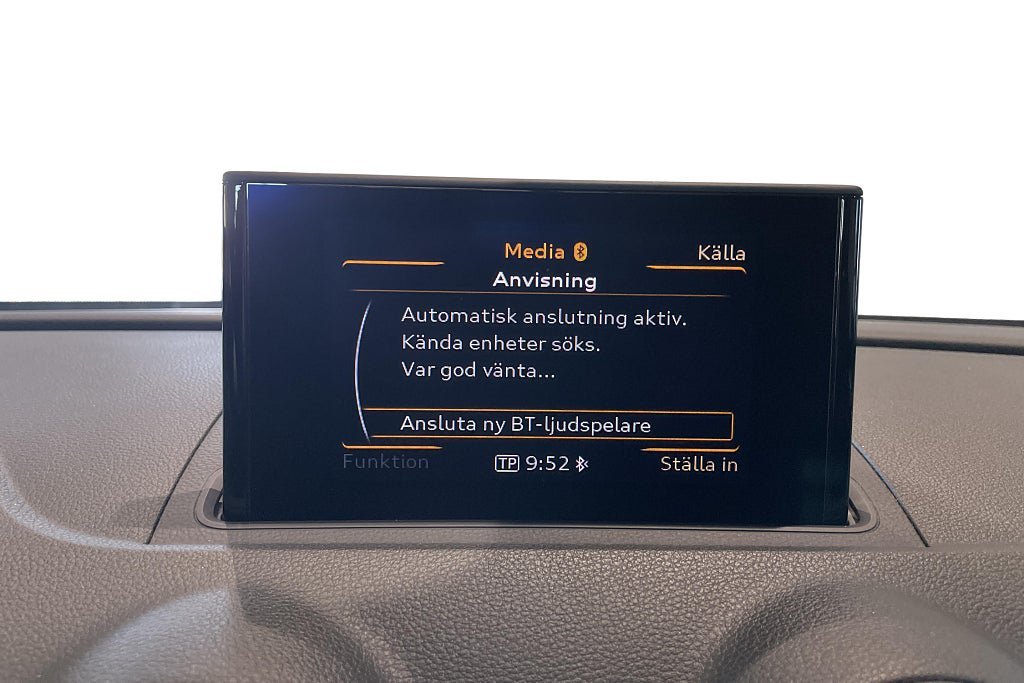 Media
Källa
Anvisning
Automatisk anslutning aktiv.
Kända enheter söks.
Var god vänta...
Ansluta ny BT-ljudspelare
Funktion
TP 9:52
Ställa in